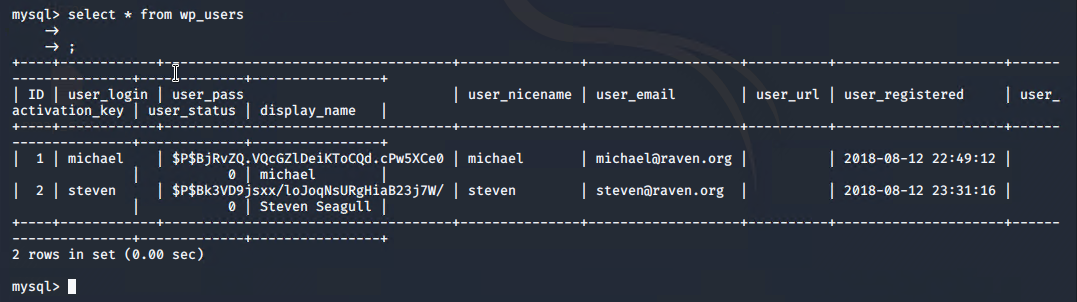 mysql> select * from wp_users
    → 
    → ;
+----+------------+------------------------------------+---------------+-------------------+----------+---------------------+------
---------------+-------------+----------------+
| ID | user_login | user_pass                          | user_nicename | user_email        | user_url | user_registered     | user_
activation_key | user_status | display_name   |
+----+------------+------------------------------------+---------------+-------------------+----------+---------------------+------
---------------+-------------+----------------+
|  1 | michael    | $P$BjRvZQ.VQcGZlDeiKToCQd.cPw5XCe0 | michael       | michael@raven.org |          | 2018-08-12 22:49:12 |
               |           0 | michael        |
|  2 | steven     | $P$Bk3VD9jsxx/loJoqNsURgHiaB23j7W/ | steven        | steven@raven.org  |          | 2018-08-12 23:31:16 |
               |           0 | Steven Seagull |
+----+------------+------------------------------------+---------------+-------------------+----------+---------------------+------
---------------+-------------+----------------+
2 rows in set (0.00 sec)
mysql>